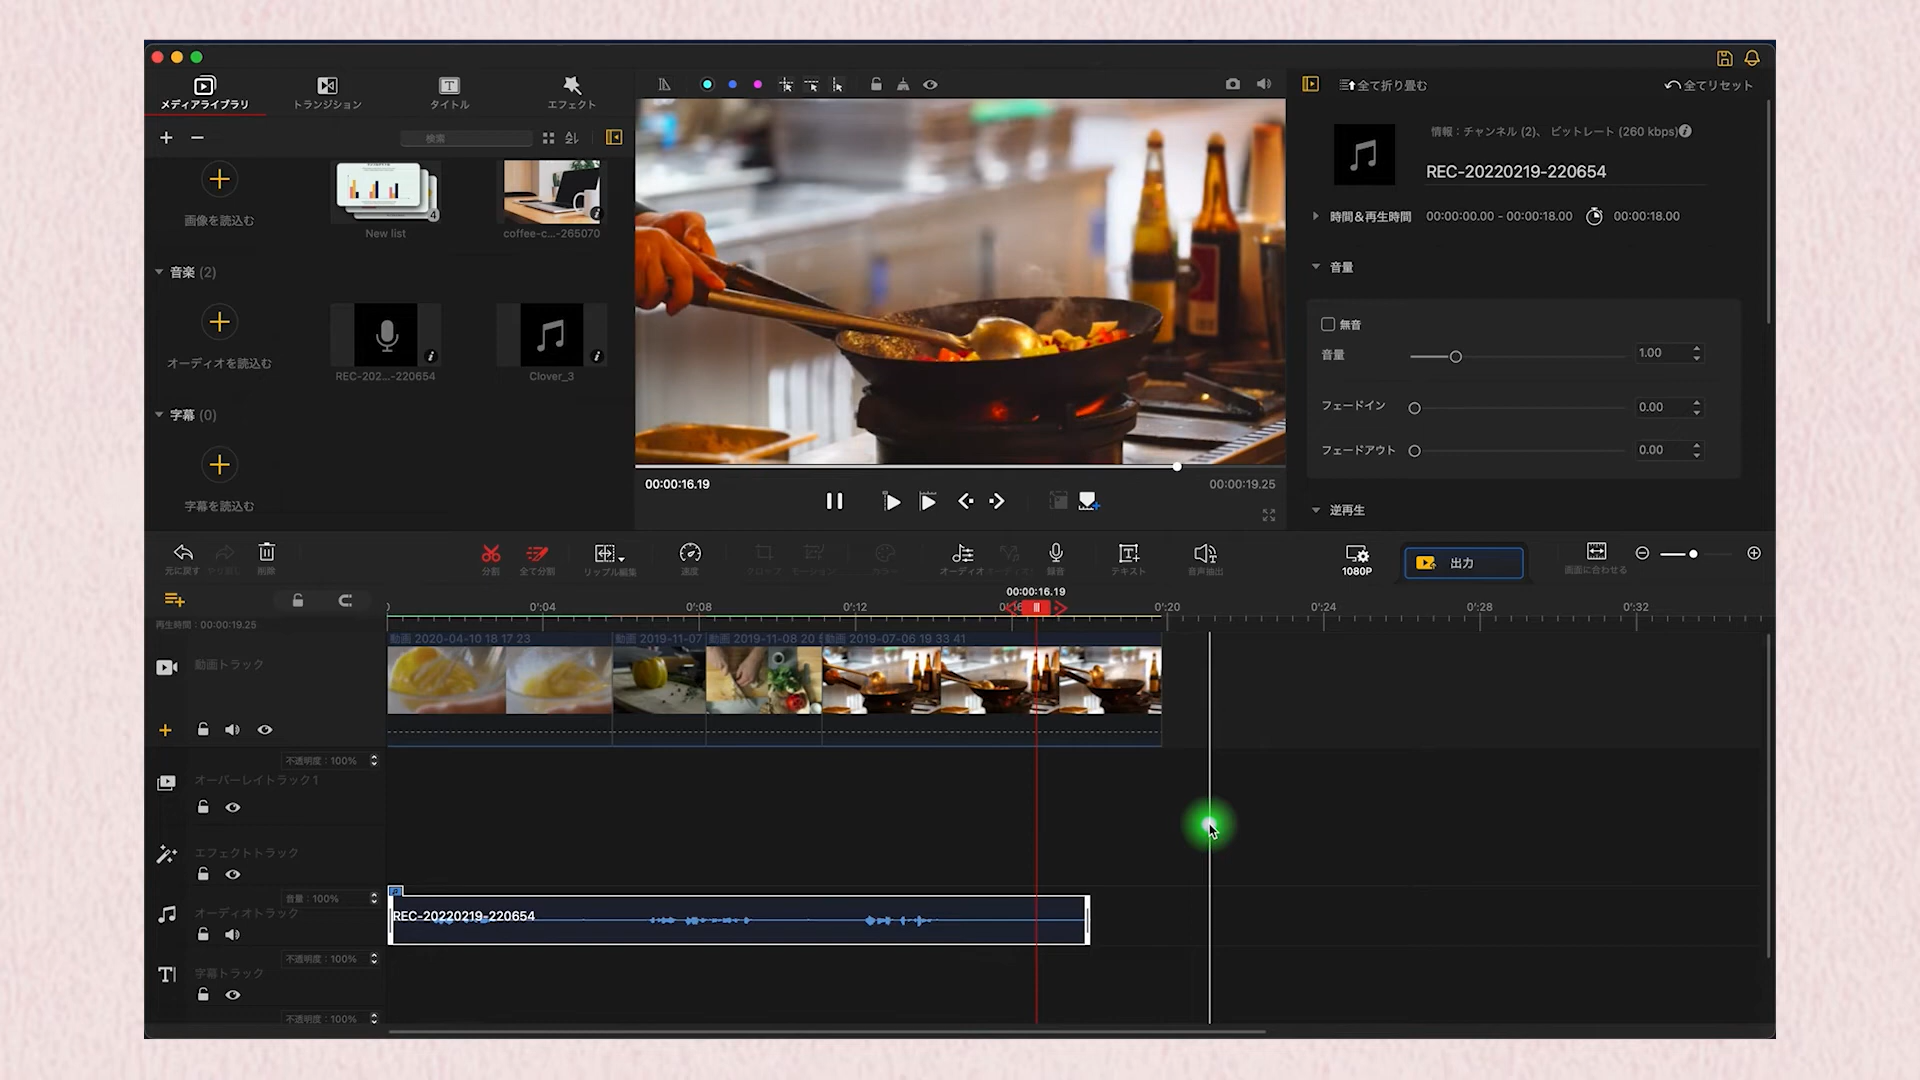 メディアライブラリ
トランジション
タイトル
エフェクト
全て折り畳む
全てリセット
検索
画像を読込む
New list
4
coffee-c...-265070
音楽 (2)
オーディオを読込む
REC-202...-220654
Clover_3
字幕 (0)
字幕を読込む
00:00:16.19
00:00:19.25
情報：チャンネル (2)、 ビットレート (260 kbps)
REC-20220219-220654
時間＆再生時間 00:00:00.00 - 00:00:18.00 00:00:18.00
音量
無音
音量 1.00
フェードイン 0.00
フェードアウト 0.00
逆再生
元に戻す
やり直し
削除
分割
全て分割
リップル編集
速度
クロップ
モーション
カラー
オーディオ
録音
テキスト
音声抽出
1080P
出力
画面に合わせる
再生時間：00:00:19.25
00:00:16.19
0:04
0:08
0:12
0:20
0:24
0:28
0:32
動画トラック
動画 2020-04-10 18 17 23
動画 2019-11-07
動画 2019-11-08 20
動画 2019-07-06 19 33 41
不透明度：100%
オーバーレイトラック1
エフェクトトラック
音量：100%
オーディオトラック
REC-20220219-220654
不透明度：100%
字幕トラック
不透明度：100%